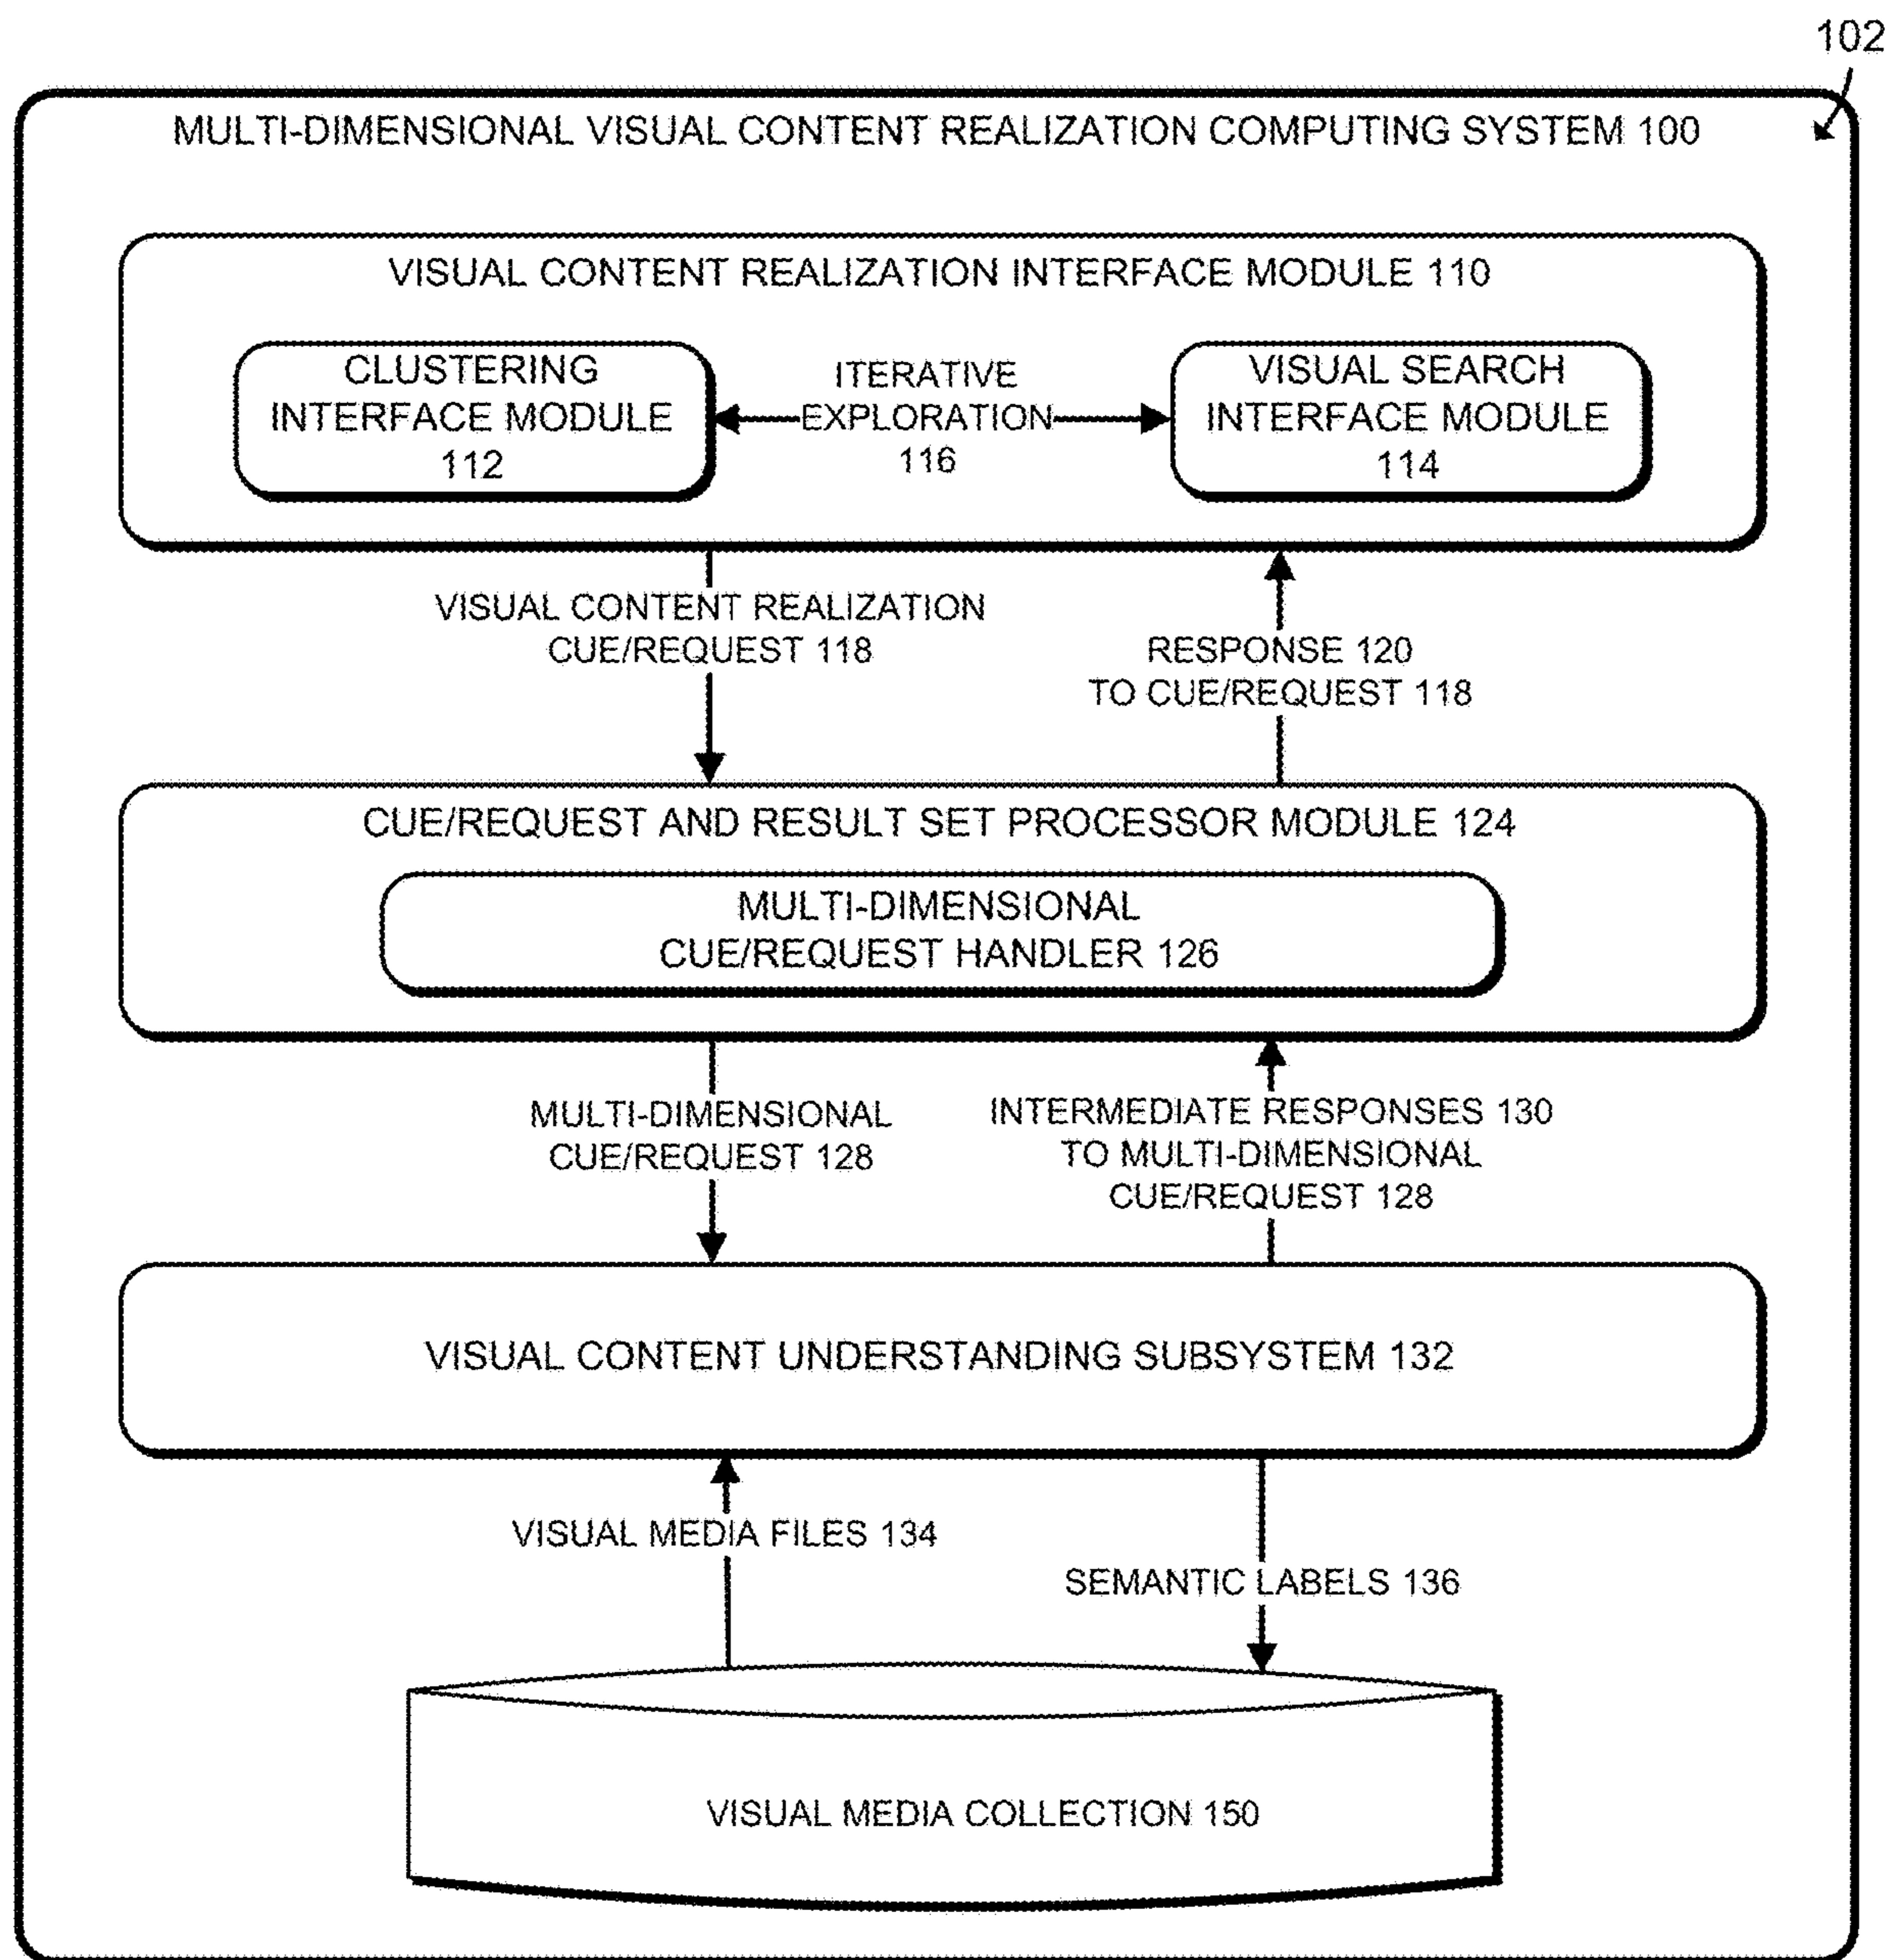 102
MULTI-DIMENSIONAL VISUAL CONTENT REALIZATION COMPUTING SYSTEM 100
VISUAL CONTENT REALIZATION INTERFACE MODULE 110
CLUSTERING
INTERFACE MODULE
112
ITERATIVE
EXPLORATION
116
VISUAL SEARCH
INTERFACE MODULE
114
VISUAL CONTENT REALIZATION
CUE/REQUEST 118
RESPONSE 120
TO CUE/REQUEST 118
CUE/REQUEST AND RESULT SET PROCESSOR MODULE 124
MULTI-DIMENSIONAL
CUE/REQUEST HANDLER 126
MULTI-DIMENSIONAL
CUE/REQUEST 128
INTERMEDIATE RESPONSES 130
TO MULTI-DIMENSIONAL
CUE/REQUEST 128
VISUAL CONTENT UNDERSTANDING SUBSYSTEM 132
VISUAL MEDIA FILES 134
SEMANTIC LABELS 136
VISUAL MEDIA COLLECTION 150